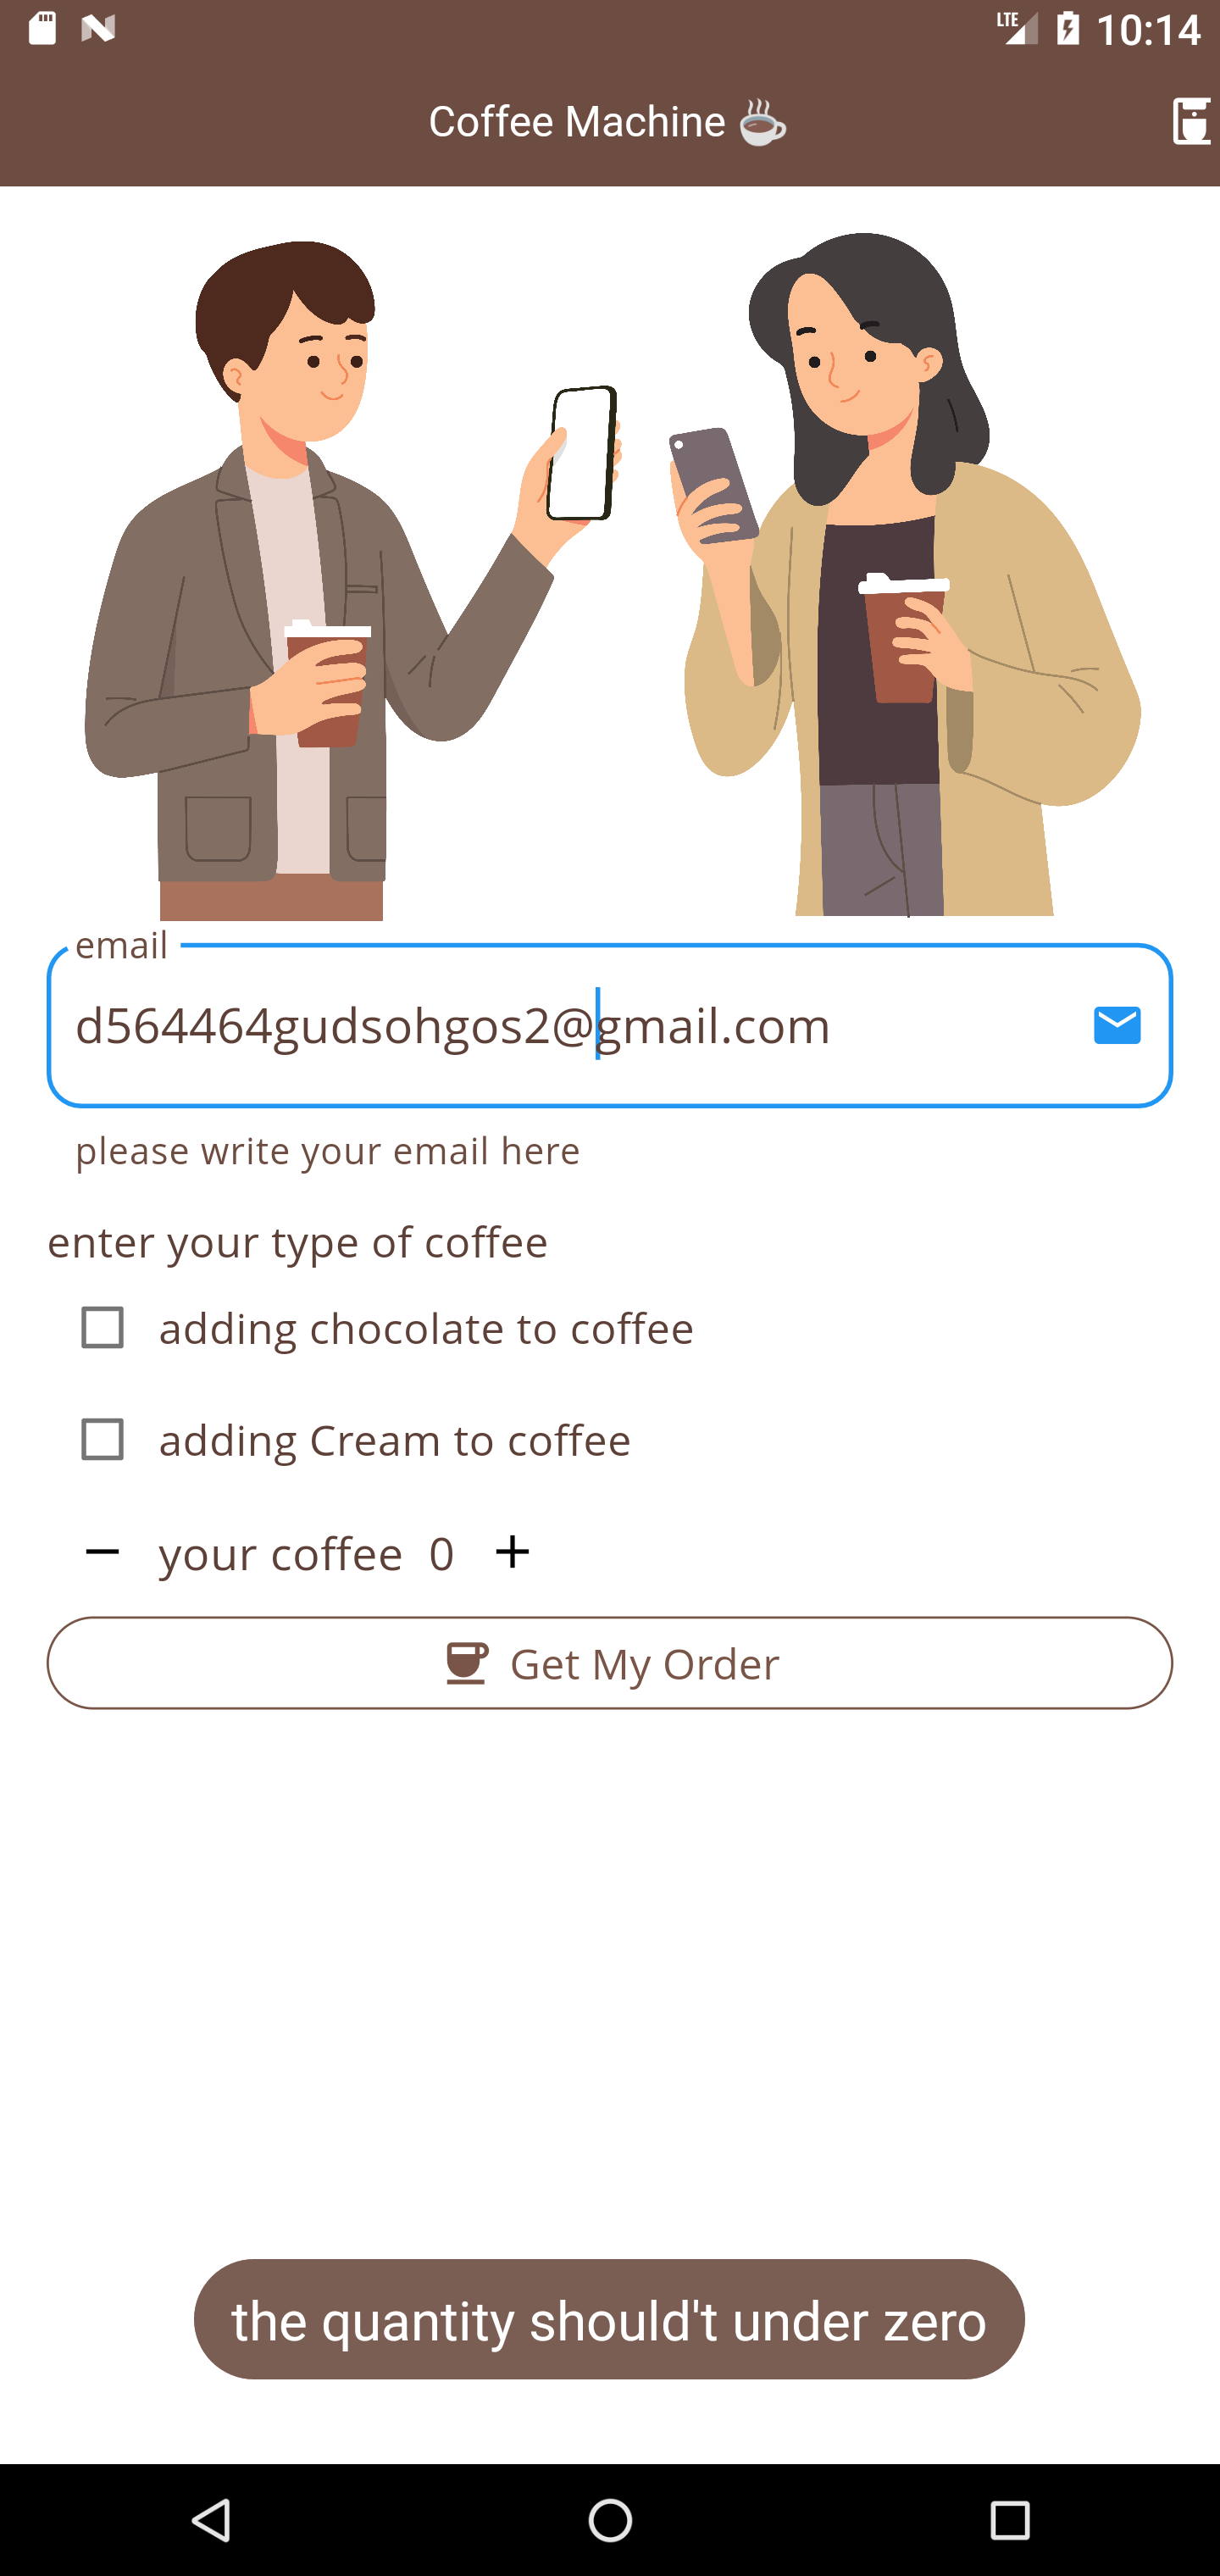 LTE 10:14
Coffee Machine ☕
email
d564464gudsohgos2@gmail.com
please write your email here
enter your type of coffee
adding chocolate to coffee
adding Cream to coffee
your coffee 0
Get My Order
the quantity should't under zero